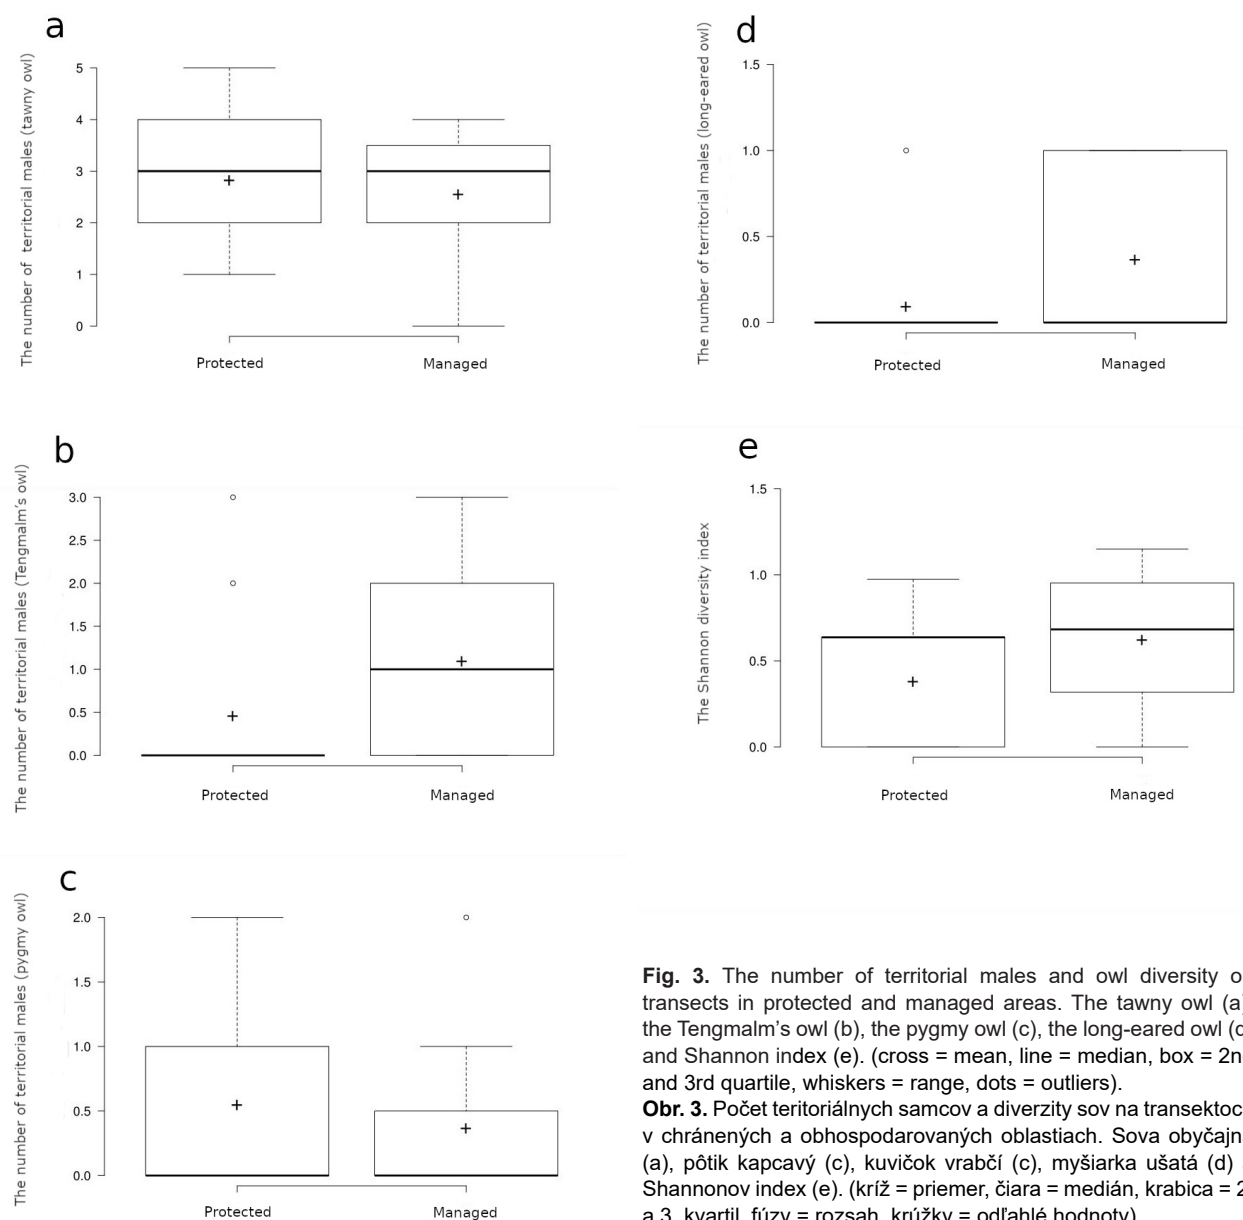 a
The number of territorial males (tawny owl)
5
4
3
2
1
0
Protected
Managed
d
The number of territorial males (long-eared owl)
1.5
1.0
0.5
0.0
Protected
Managed
b
The number of territorial males (Tengmalm's owl)
3.0
2.5
2.0
1.5
1.0
0.5
0.0
Protected
Managed
e
The Shannon diversity index
1.5
1.0
0.5
0.0
Protected
Managed
c
The number of territorial males (pygmy owl)
2.0
1.5
1.0
0.5
0.0
Protected
Managed
Fig. 3. The number of territorial males and owl diversity
transects in protected and managed areas. The tawny owl (a)
the Tengmalm's owl (b), the pygmy owl (c), the long-eared owl
and Shannon index (e). (cross = mean, line = median, box =
and 3rd quartile, whiskers = range, dots = outliers).
Obr. 3. Počet teritoriálnych samcov a diverzity sov na
v chránených a obhospodarovaných oblastiach. Sova
(a), pôtik kapcavý (c), kuvičok vrabčí (c), myšiarka ušatá (d)
Shannonov index (e). (kríž = priemer, čiara = medián, krabica =
a 3. kvartil, fúzy = rozsah, krúžky = odľahlé hodnoty)